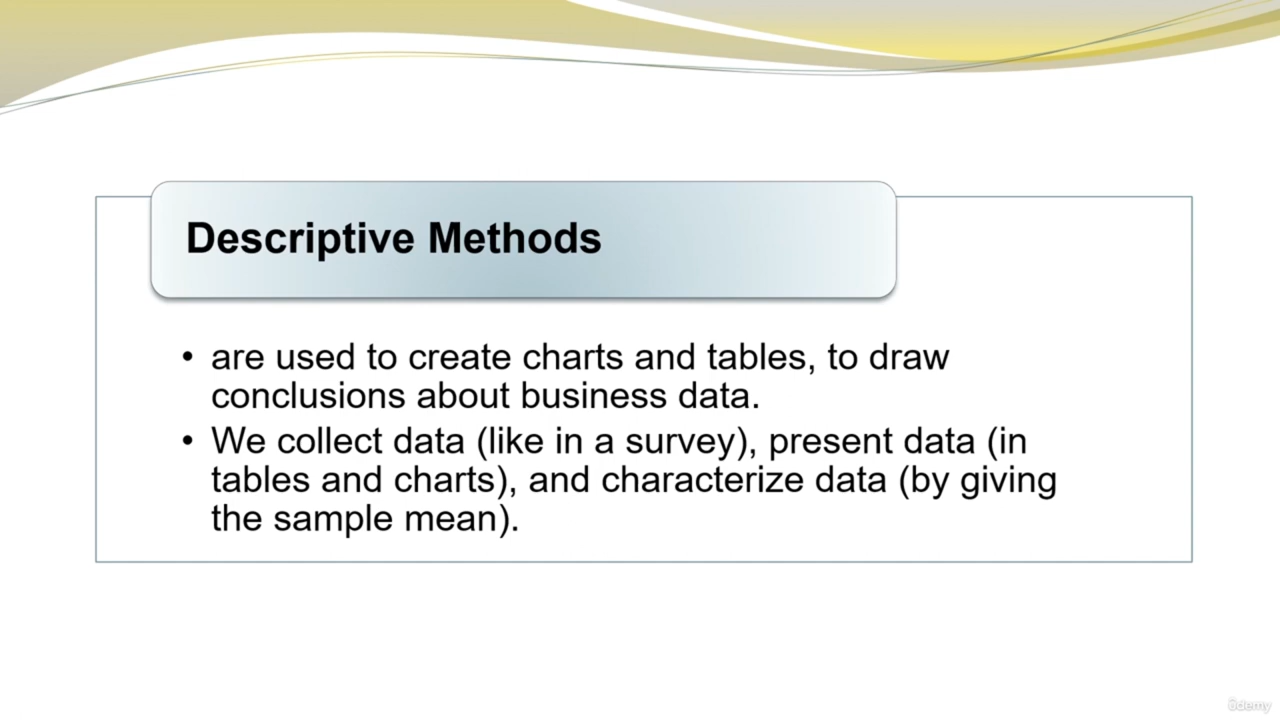 Descriptive Methods
• are used to create charts and tables, to draw
conclusions about business data.
• We collect data (like in a survey), present data (in
tables and charts), and characterize data (by giving
the sample mean).
ûdemy